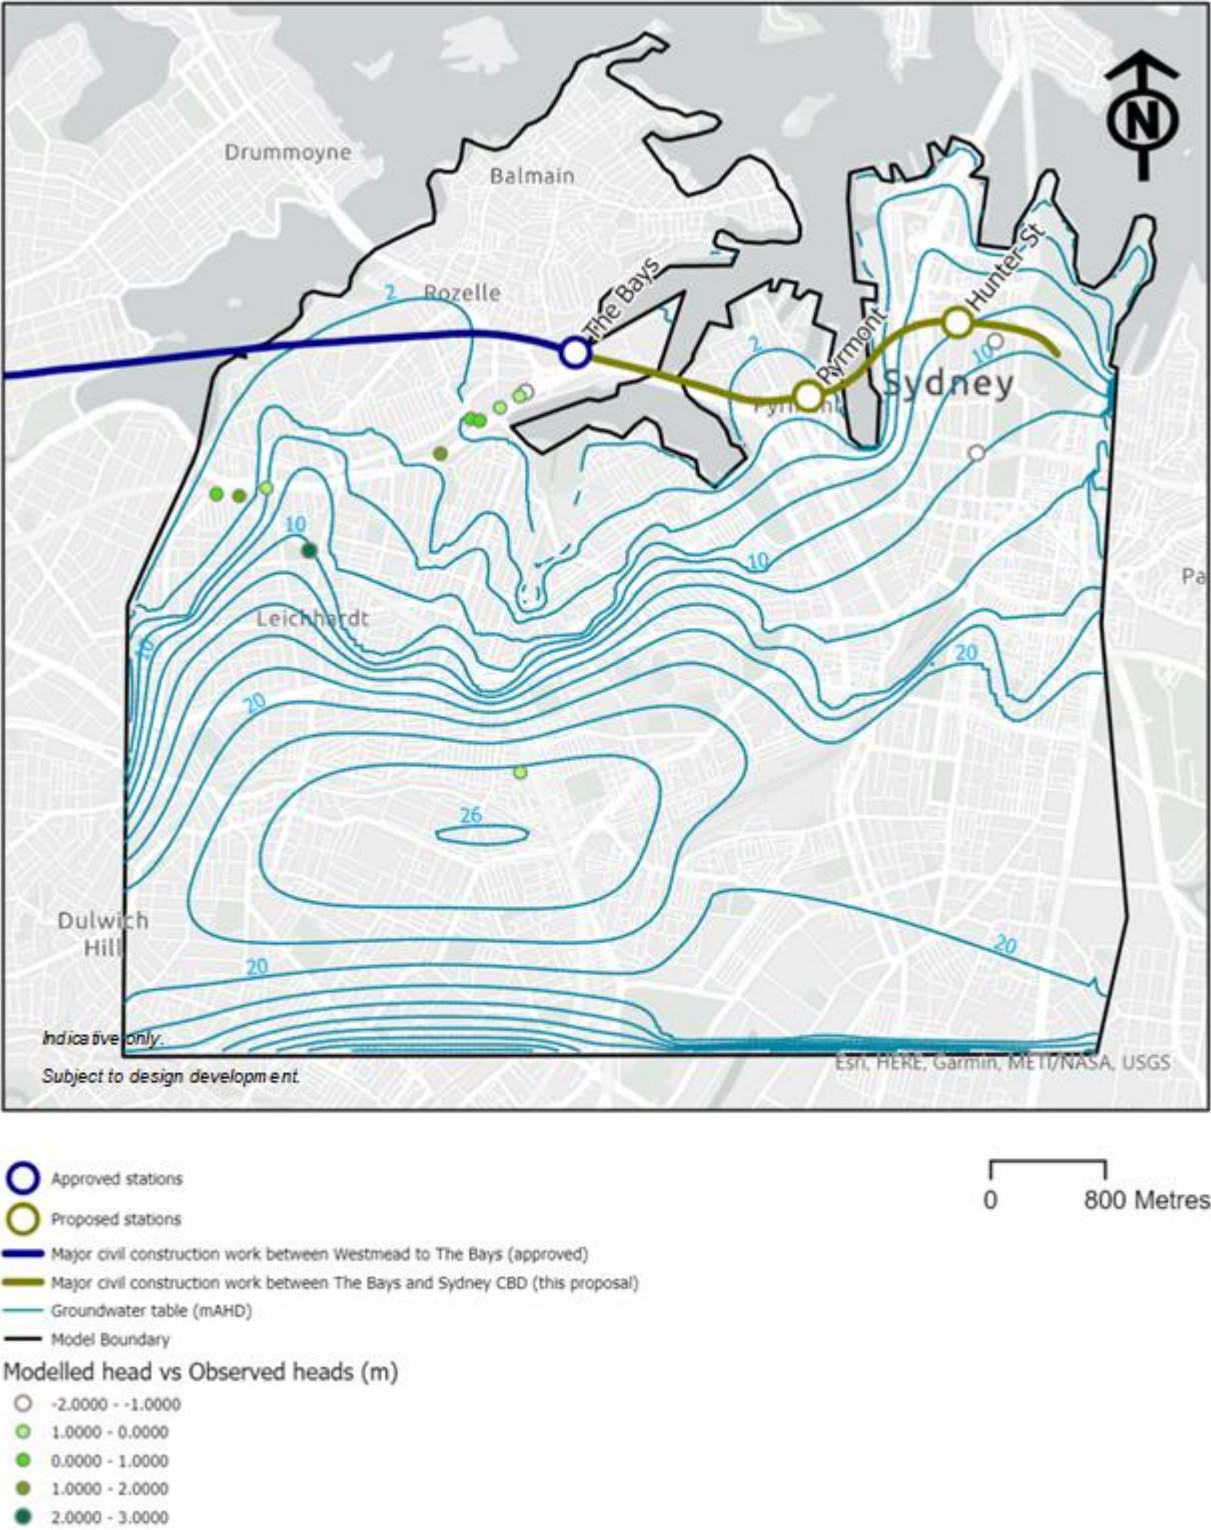 N
Drummoyne
Balmain
2
Rozelle
The Bays
Hunter St
2
Pyrmont
10
Pyrmont
Sydney
10
10
Pa
Leichhardt
10
20
20
26
Dulwich
Hill
20
20
Indicative only.
Subject to design development.
Esri, HERE, Garmin, METI/NASA, USGS
Approved stations
0 800 Metres
Proposed stations
Major civil construction work between Westmead to The Bays (approved)
Major civil construction work between The Bays and Sydney CBD (this proposal)
Groundwater table (mAHD)
Model Boundary
Modelled head vs Observed heads (m)
-2.0000 - -1.0000
1.0000 - 0.0000
0.0000 - 1.0000
1.0000 - 2.0000
2.0000 - 3.0000